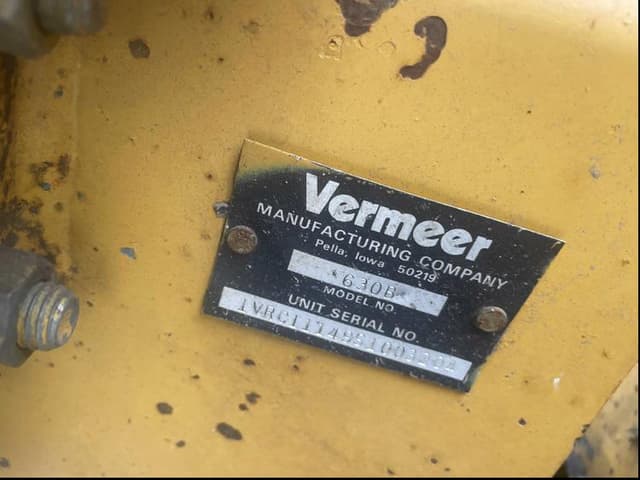 Vermeer
MANUFACTURING COMPANY
Pella, Iowa 50219
630B
MODEL NO.
UNIT SERIAL NO.